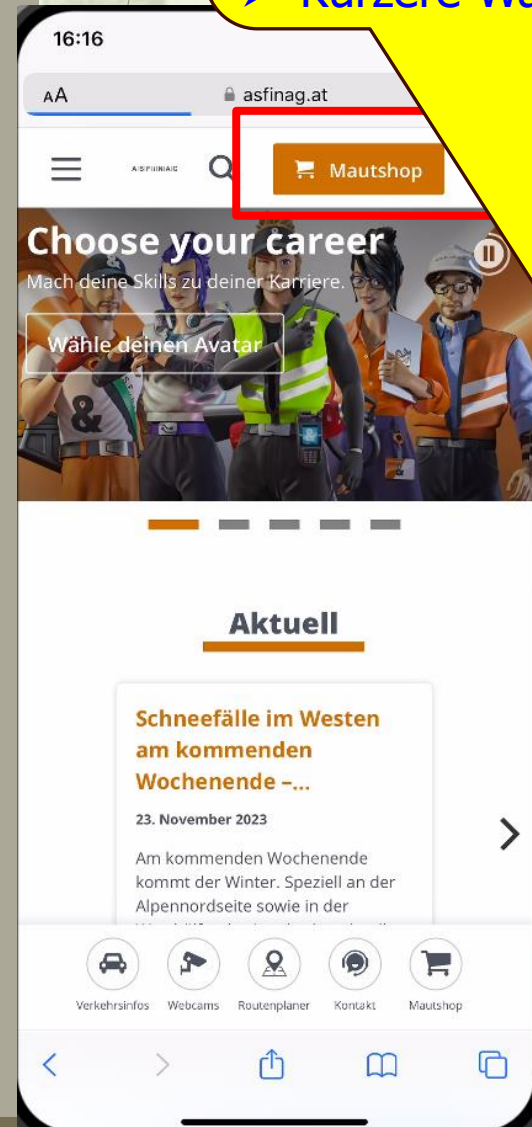 ➢ Kürzere
16:16
AA asfinag.at
ASFINAG
Mautshop
Choose your career
Mach deine Skills zu deiner Karriere.
Wähle deinen Avatar
&
Aktuell
Schneefälle im Westen
am kommenden
Wochenende –...
23. November 2023
Am kommenden Wochenende
kommt der Winter. Speziell an der
Alpennordseite sowie in der
Verkehrsinfos Webcams Routenplaner Kontakt Mautshop